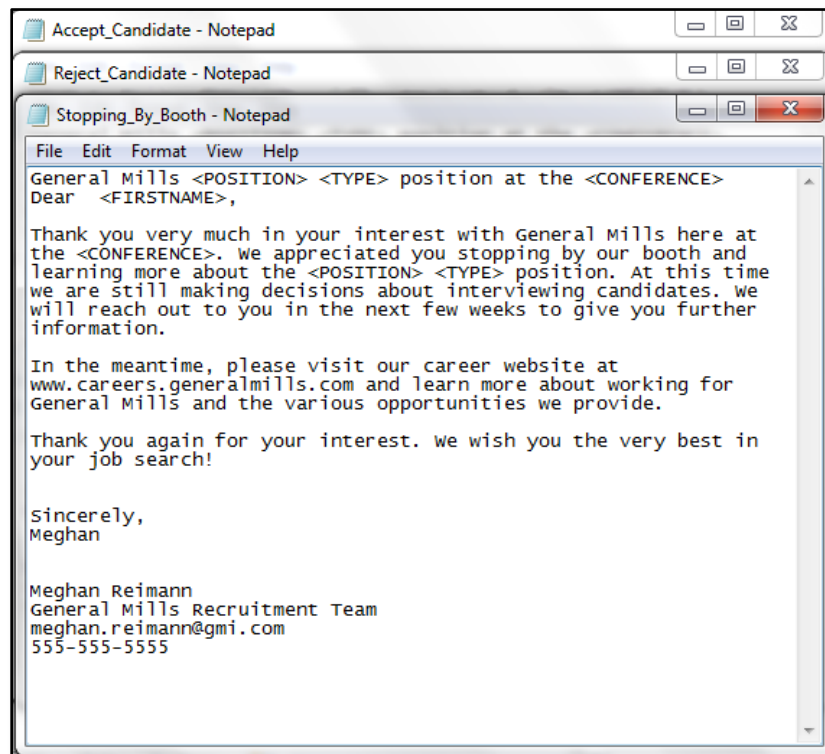 Accept_Candidate - Notepad
Reject_Candidate - Notepad
Stopping_By_Booth - Notepad
File Edit Format View Help
General Mills <POSITION> <TYPE> position at the <CONFERENCE>
Dear  <FIRSTNAME>,
Thank you very much in your interest with General Mills here at
the <CONFERENCE>. We appreciated you stopping by our booth and
learning more about the <POSITION> <TYPE> position. At this time
we are still making decisions about interviewing candidates. We
will reach out to you in the next few weeks to give you further
information.
In the meantime, please visit our career website at
www.careers.generalmills.com and learn more about working for
General Mills and the various opportunities we provide.
Thank you again for your interest. We wish you the very best in
your job search!
Sincerely,
Meghan
Meghan Reimann
General Mills Recruitment Team
meghan.reimann@gmi.com
555-555-5555